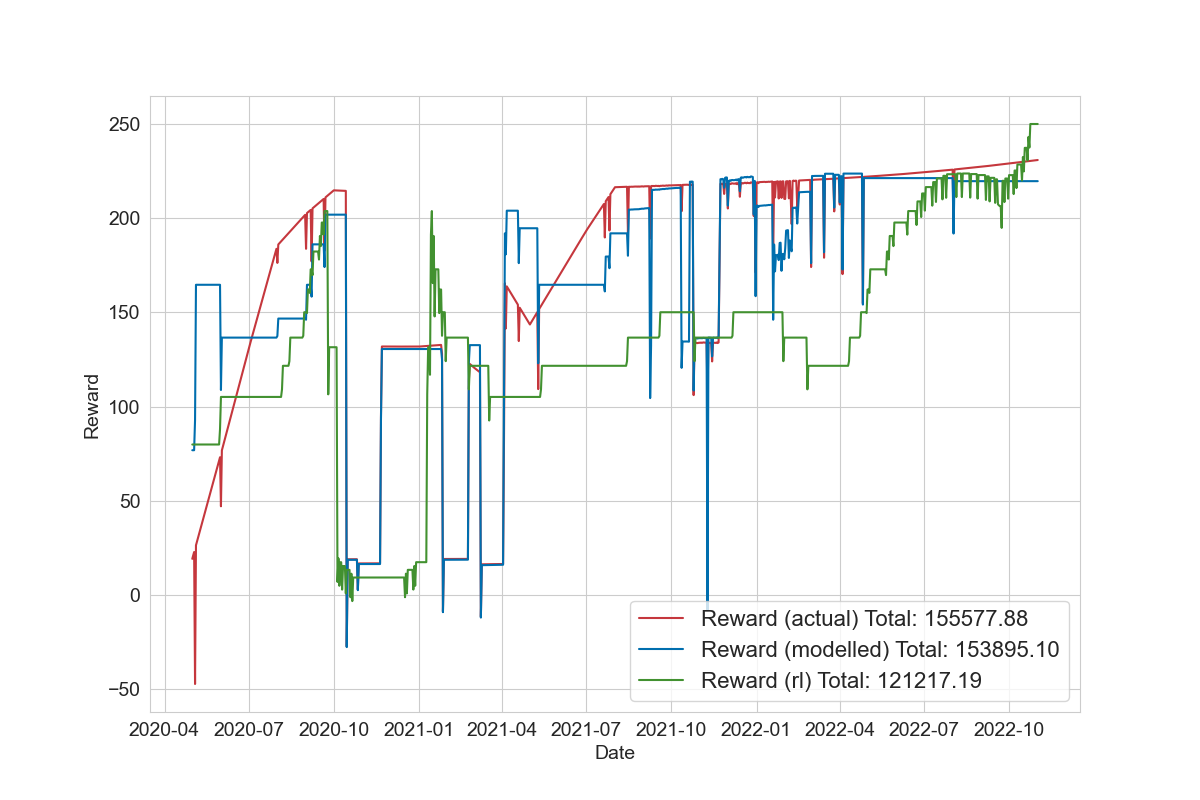 250
200
150
100
50
0
−50
Reward
2020-04 2020-07 2020-10 2021-01 2021-04 2021-07 2021-10 2022-01 2022-04 2022-07 2022-10
Date
Reward (actual) Total: 155577.88
Reward (modelled) Total: 153895.10
Reward (rl) Total: 121217.19